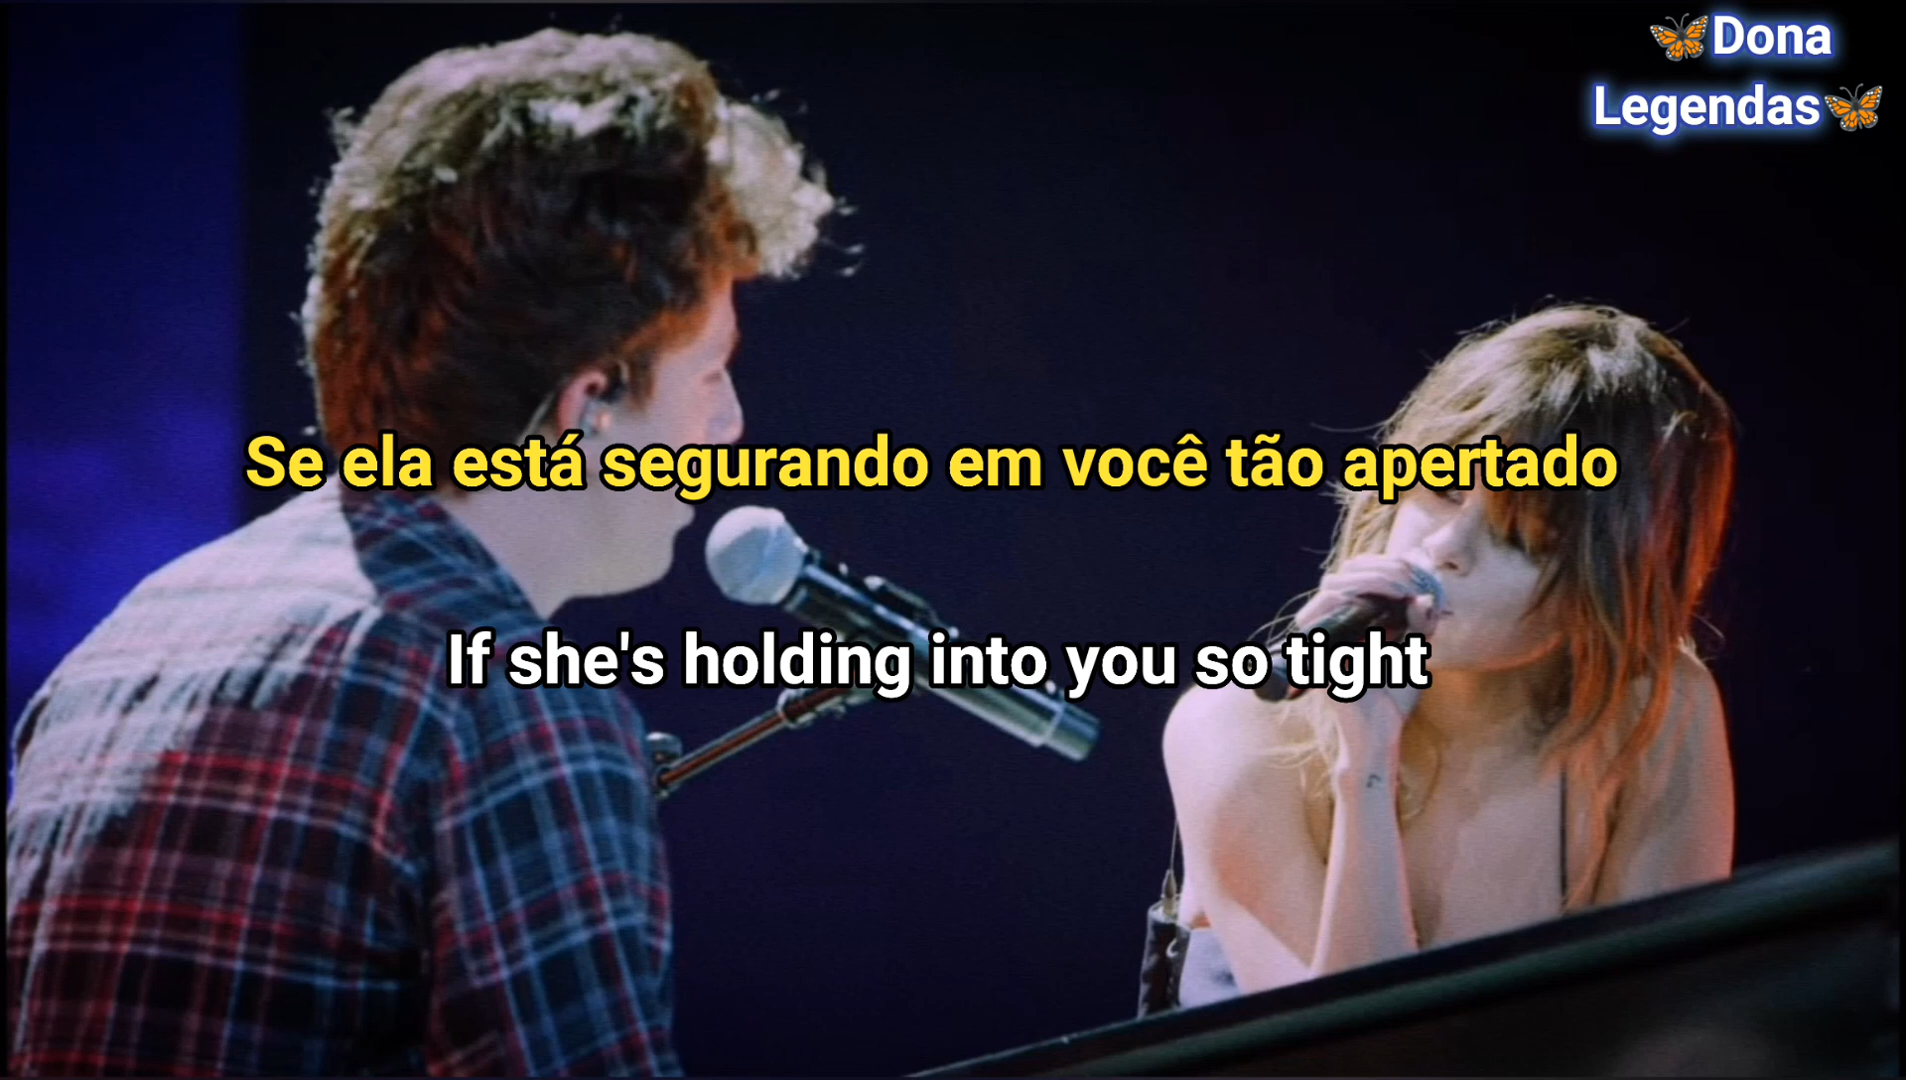 Dona
Legendas
Se ela está segurando em você tão apertado
If she's holding into you so tight